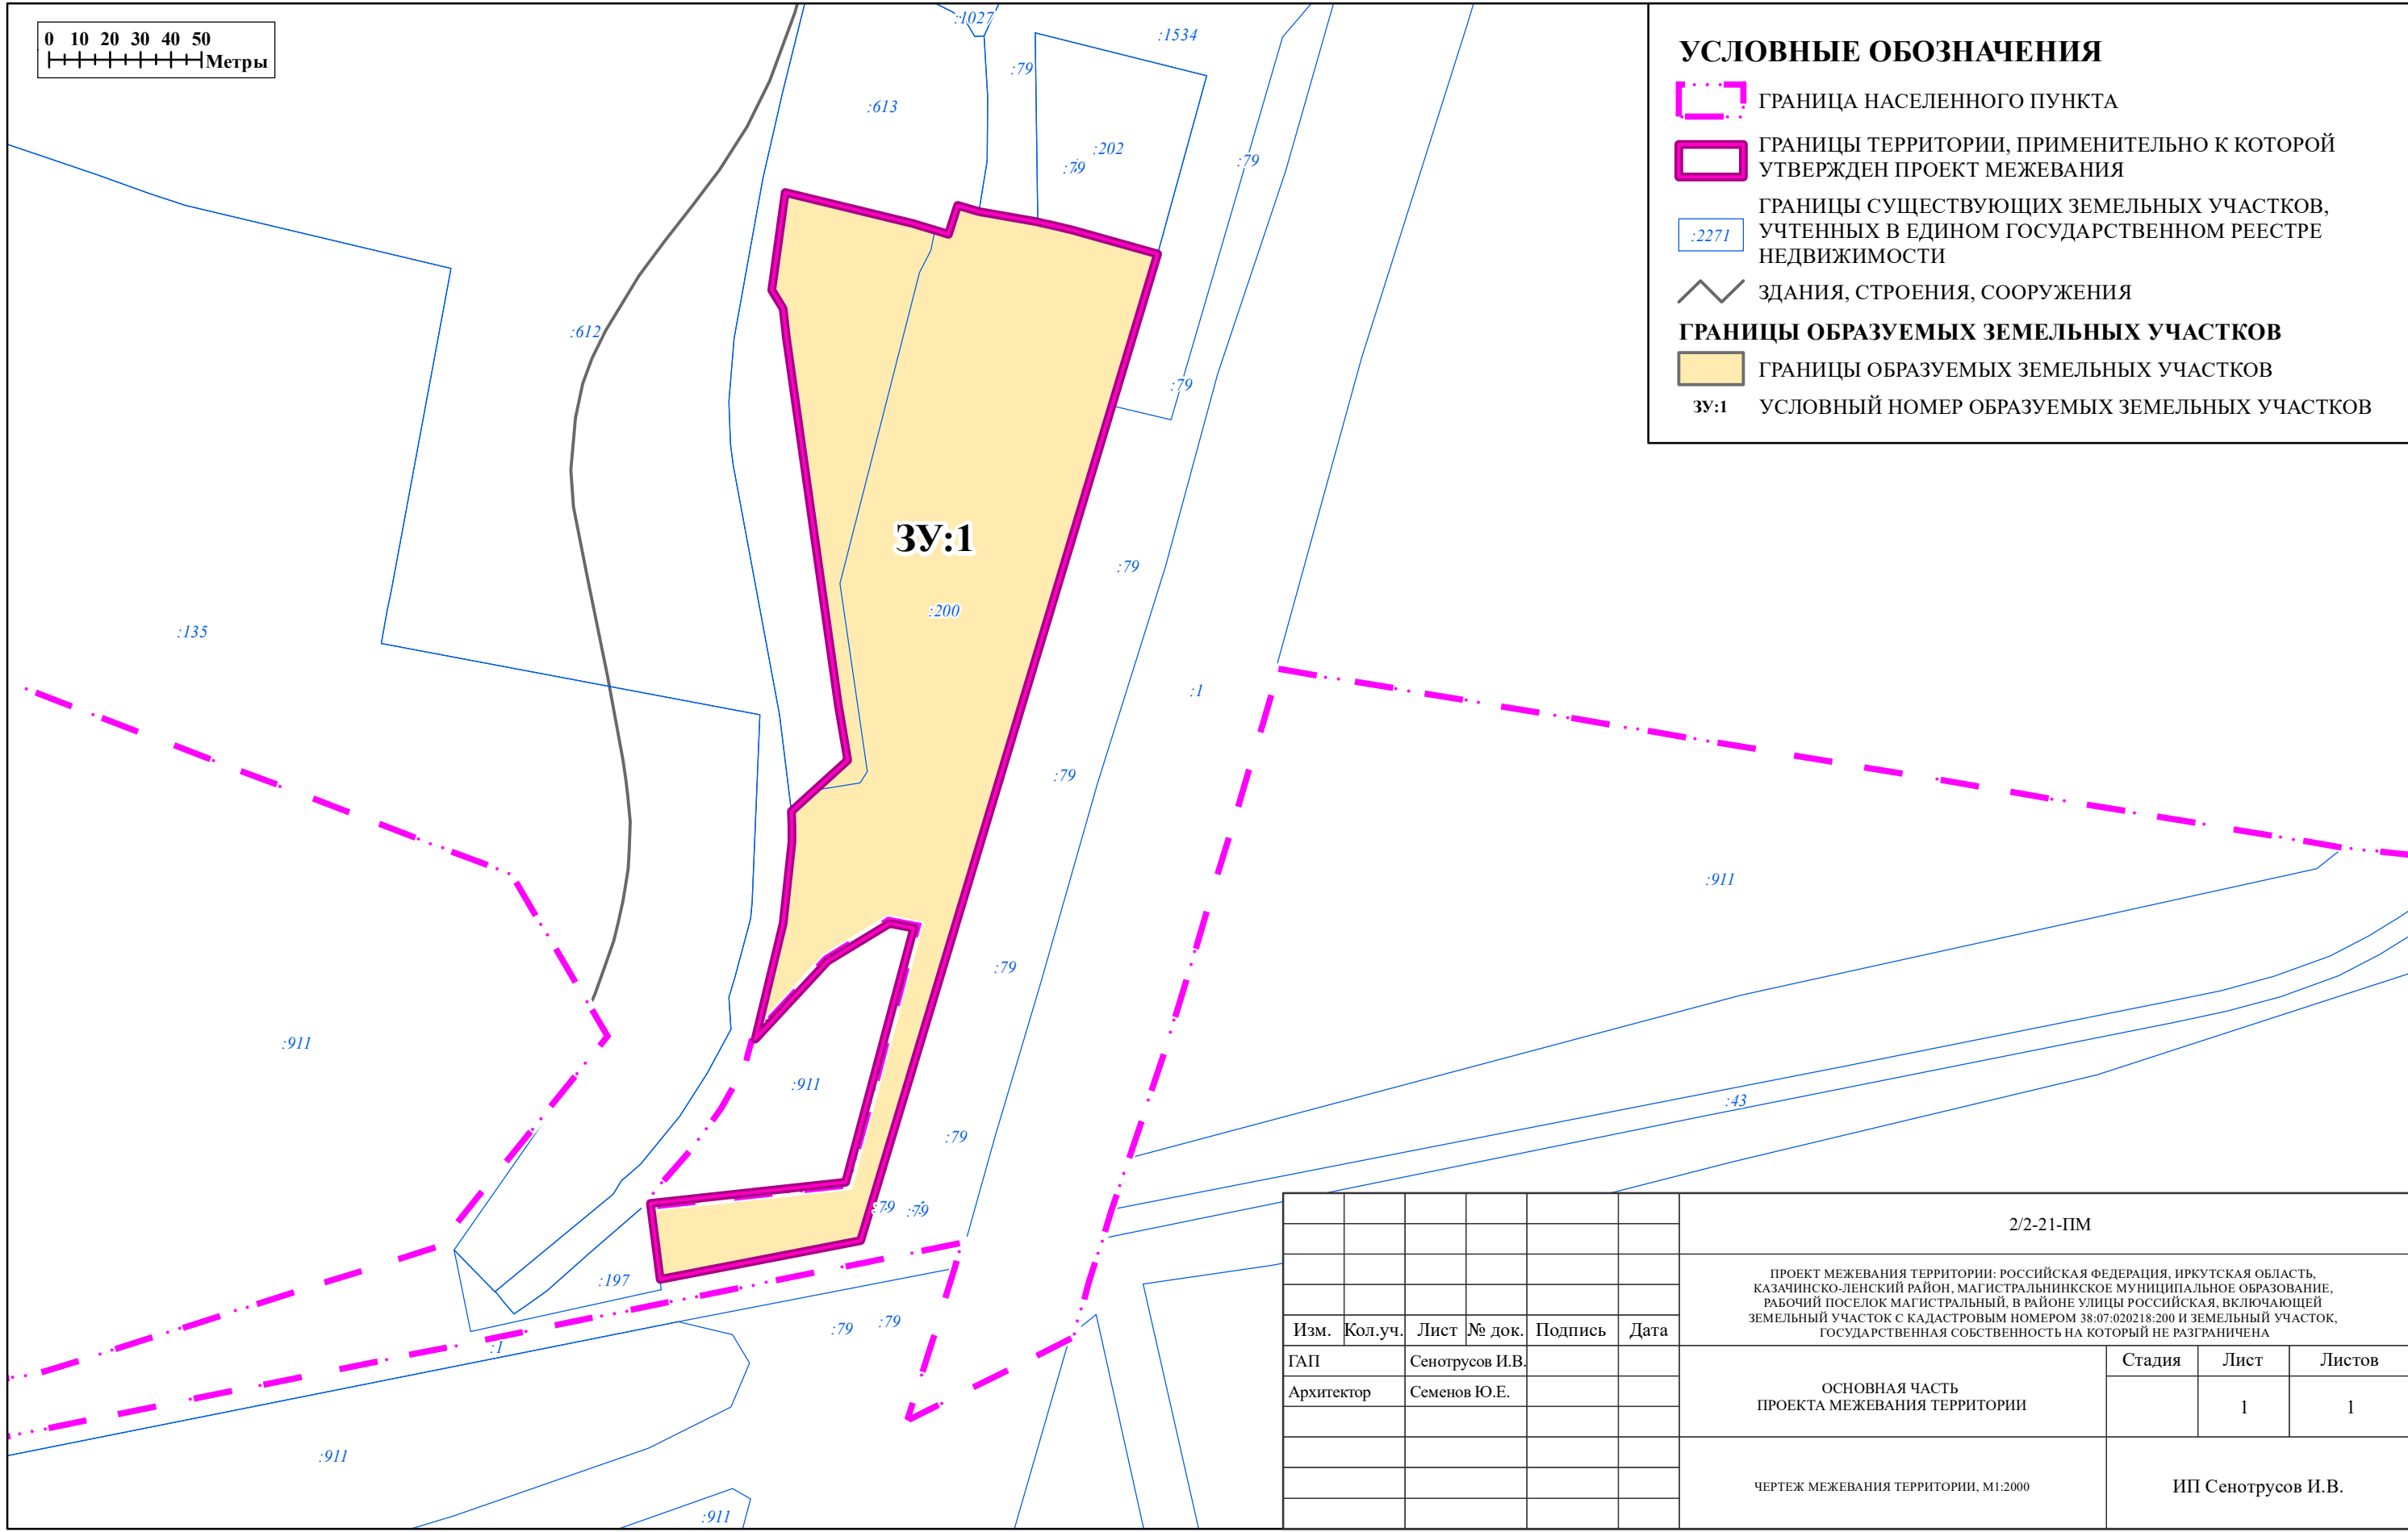 0 10 20 30 40 50
Метры
УСЛОВНЫЕ ОБОЗНАЧЕНИЯ
ГРАНИЦА НАСЕЛЕННОГО ПУНКТА
ГРАНИЦЫ ТЕРРИТОРИИ, ПРИМЕНИТЕЛЬНО К КОТОРОЙ
УТВЕРЖДЕН ПРОЕКТ МЕЖЕВАНИЯ
ГРАНИЦЫ СУЩЕСТВУЮЩИХ ЗЕМЕЛЬНЫХ УЧАСТКОВ,
:2271 УЧТЕННЫХ В ЕДИНОМ ГОСУДАРСТВЕННОМ РЕЕСТРЕ
НЕДВИЖИМОСТИ
ЗДАНИЯ, СТРОЕНИЯ, СООРУЖЕНИЯ
ГРАНИЦЫ ОБРАЗУЕМЫХ ЗЕМЕЛЬНЫХ УЧАСТКОВ
ГРАНИЦЫ ОБРАЗУЕМЫХ ЗЕМЕЛЬНЫХ УЧАСТКОВ
ЗУ:1 УСЛОВНЫЙ НОМЕР ОБРАЗУЕМЫХ ЗЕМЕЛЬНЫХ УЧАСТКОВ
:1027
:1534
:79
:613
:202
:79
:79
:612
:79
ЗУ:1
:79
:200
:135
:1
:79
:911
:79
:911
:911
:43
:79
:79
:79
:197
:79
:79
:1
:911
:911
2/2-21-ПМ
ПРОЕКТ МЕЖЕВАНИЯ ТЕРРИТОРИИ: РОССИЙСКАЯ ФЕДЕРАЦИЯ, ИРКУТСКАЯ ОБЛАСТЬ,
КАЗАЧИНСКО-ЛЕНСКИЙ РАЙОН, МАГИСТРАЛЬНИНСКОЕ МУНИЦИПАЛЬНОЕ ОБРАЗОВАНИЕ,
РАБОЧИЙ ПОСЕЛОК МАГИСТРАЛЬНЫЙ, В РАЙОНЕ УЛИЦЫ РОССИЙСКАЯ, ВКЛЮЧАЮЩЕЙ
ЗЕМЕЛЬНЫЙ УЧАСТОК С КАДАСТРОВЫМ НОМЕРОМ 38:07:020218:200 И ЗЕМЕЛЬНЫЙ УЧАСТОК,
ГОСУДАРСТВЕННАЯ СОБСТВЕННОСТЬ НА КОТОРЫЙ НЕ РАЗГРАНИЧЕНА
Изм. Кол.уч. Лист № док. Подпись Дата
ГАП Сенотрусов И.В.
Архитектор Семенов Ю.Е.
ОСНОВНАЯ ЧАСТЬ
ПРОЕКТА МЕЖЕВАНИЯ ТЕРРИТОРИИ
Стадия Лист Листов
1 1
ЧЕРТЕЖ МЕЖЕВАНИЯ ТЕРРИТОРИИ, М1:2000
ИП Сенотрусов И.В.